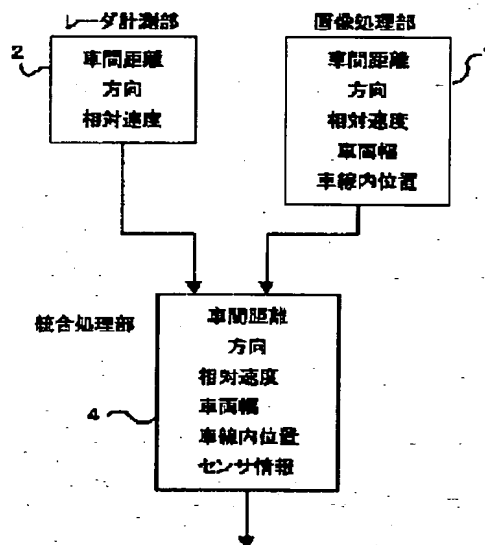 レーダ計測部
2
車間距離
方向
相対速度
画像処理部
車間距離
方向
相対速度
車両幅
車線内位置
統合処理部
4
車間距離
方向
相対速度
車両幅
車線内位置
センサ情報